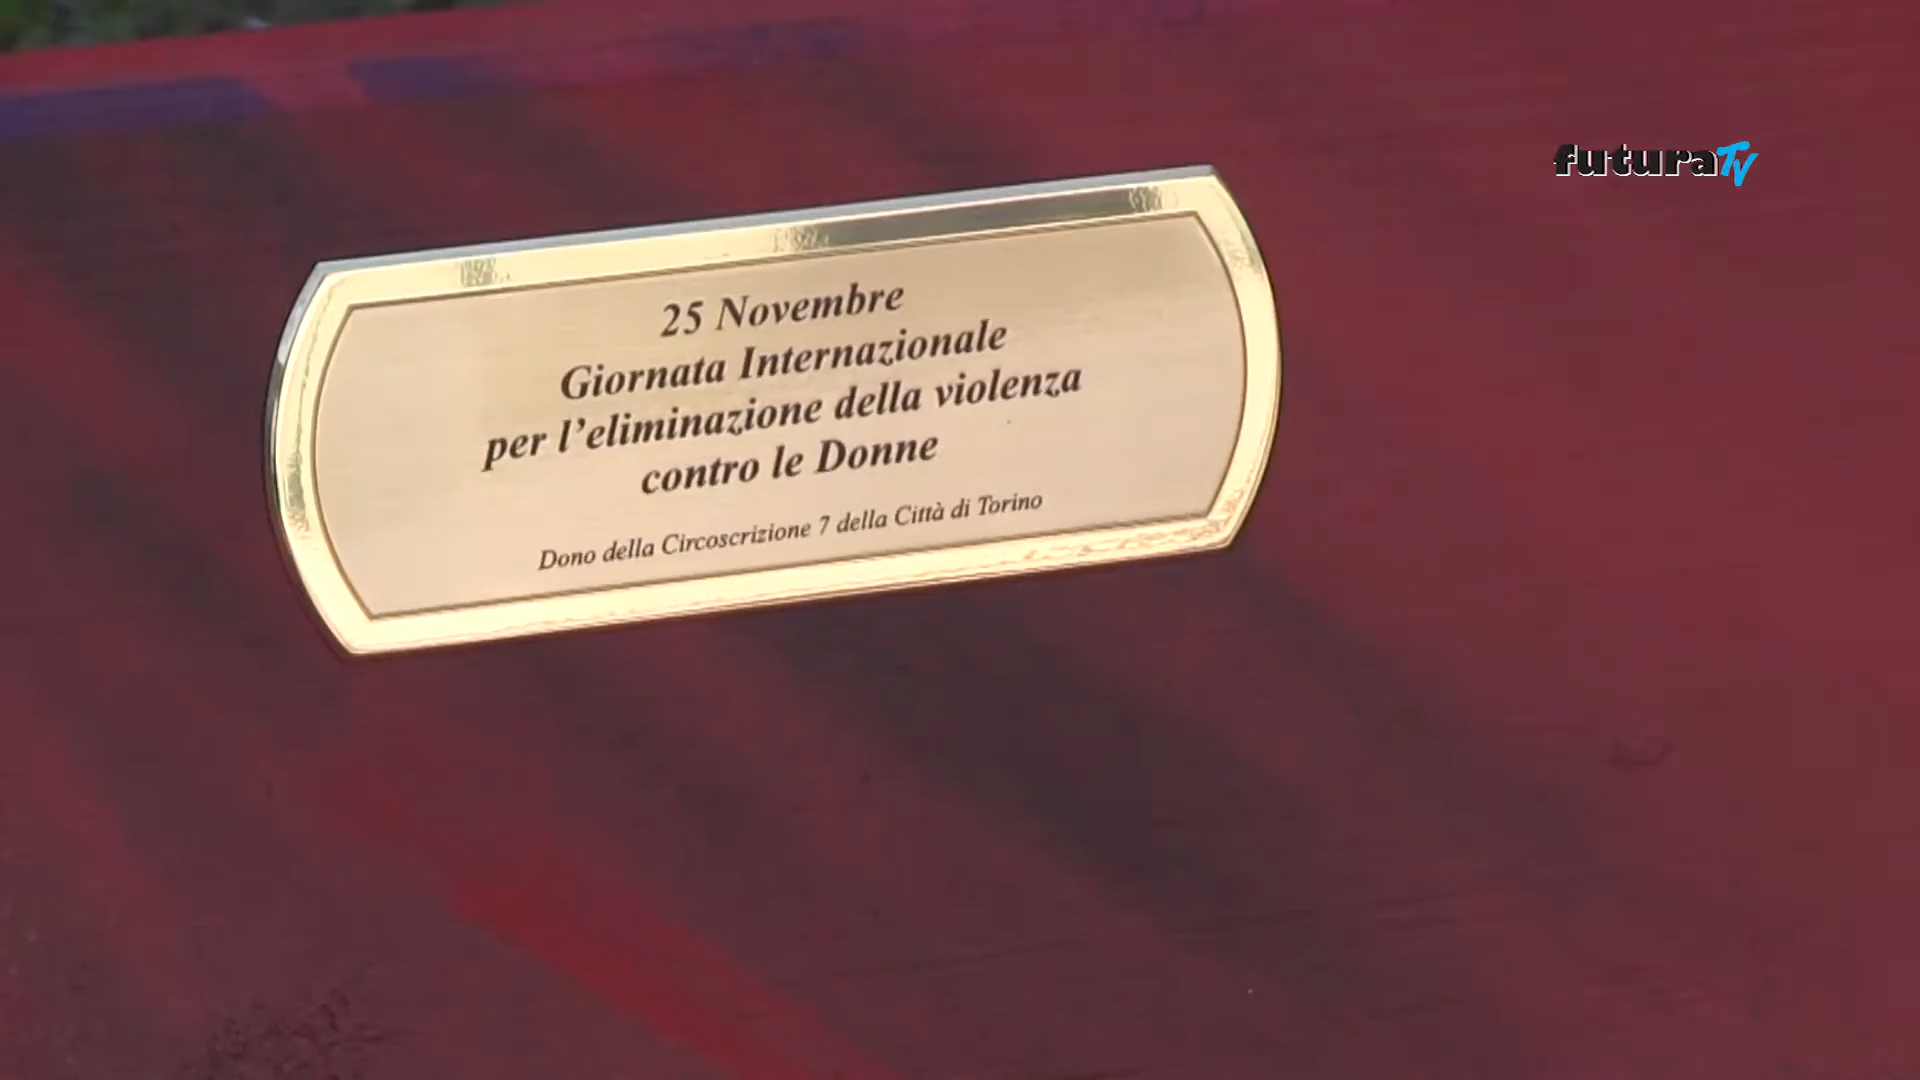 futuraTV
25 Novembre
Giornata Internazionale
per l'eliminazione della violenza
contro le Donne
Dono della Circoscrizione 7 della Città di Torino